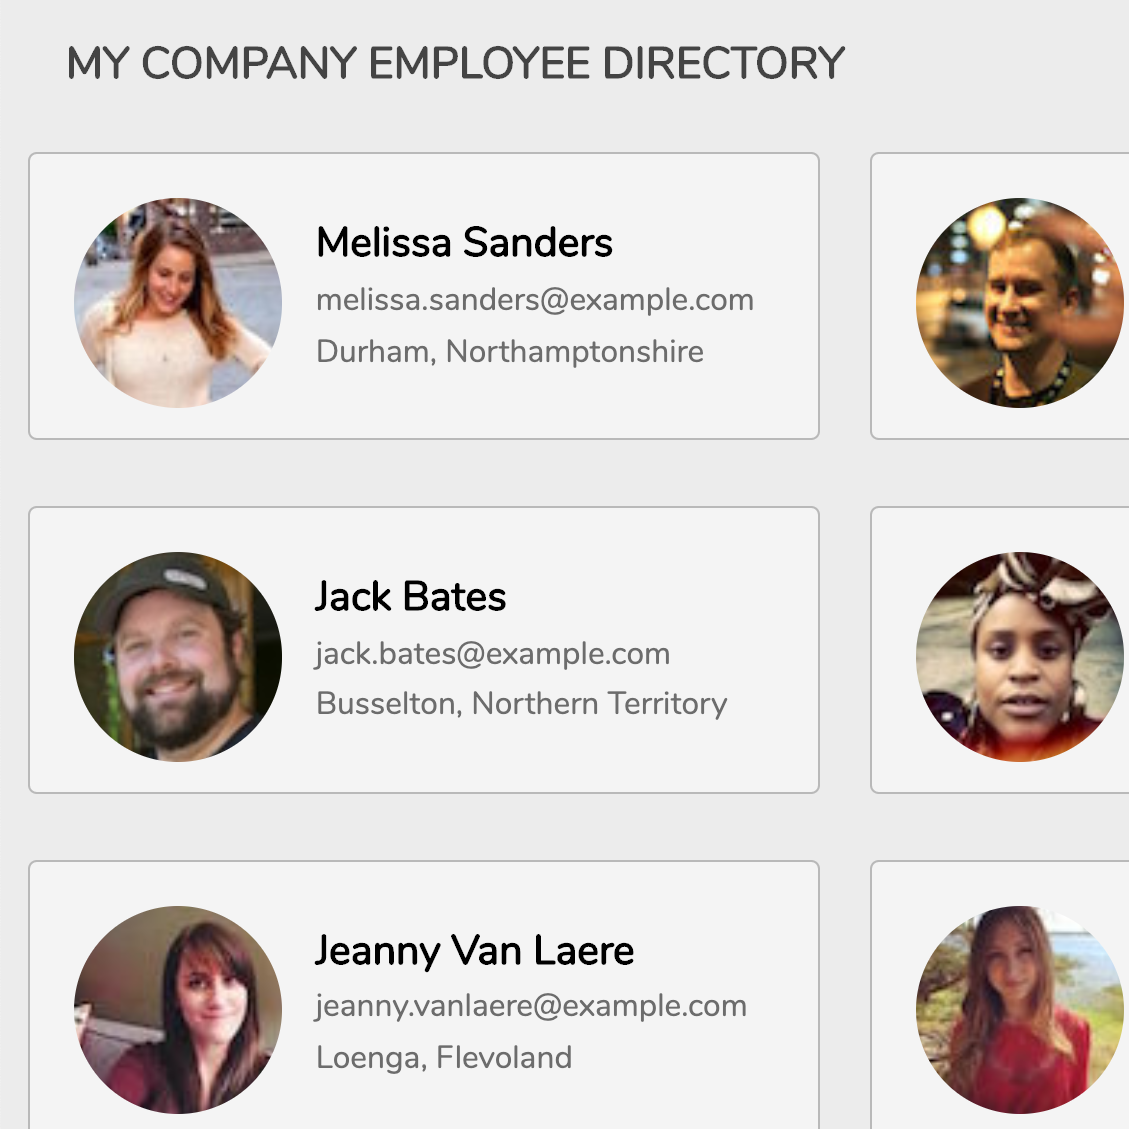 MY COMPANY EMPLOYEE DIRECTORY
Melissa Sanders
melissa.sanders@example.com
Durham, Northamptonshire
Jack Bates
jack.bates@example.com
Busselton, Northern Territory
Jeanny Van Laere
jeanny.vanlaere@example.com
Loenga, Flevoland